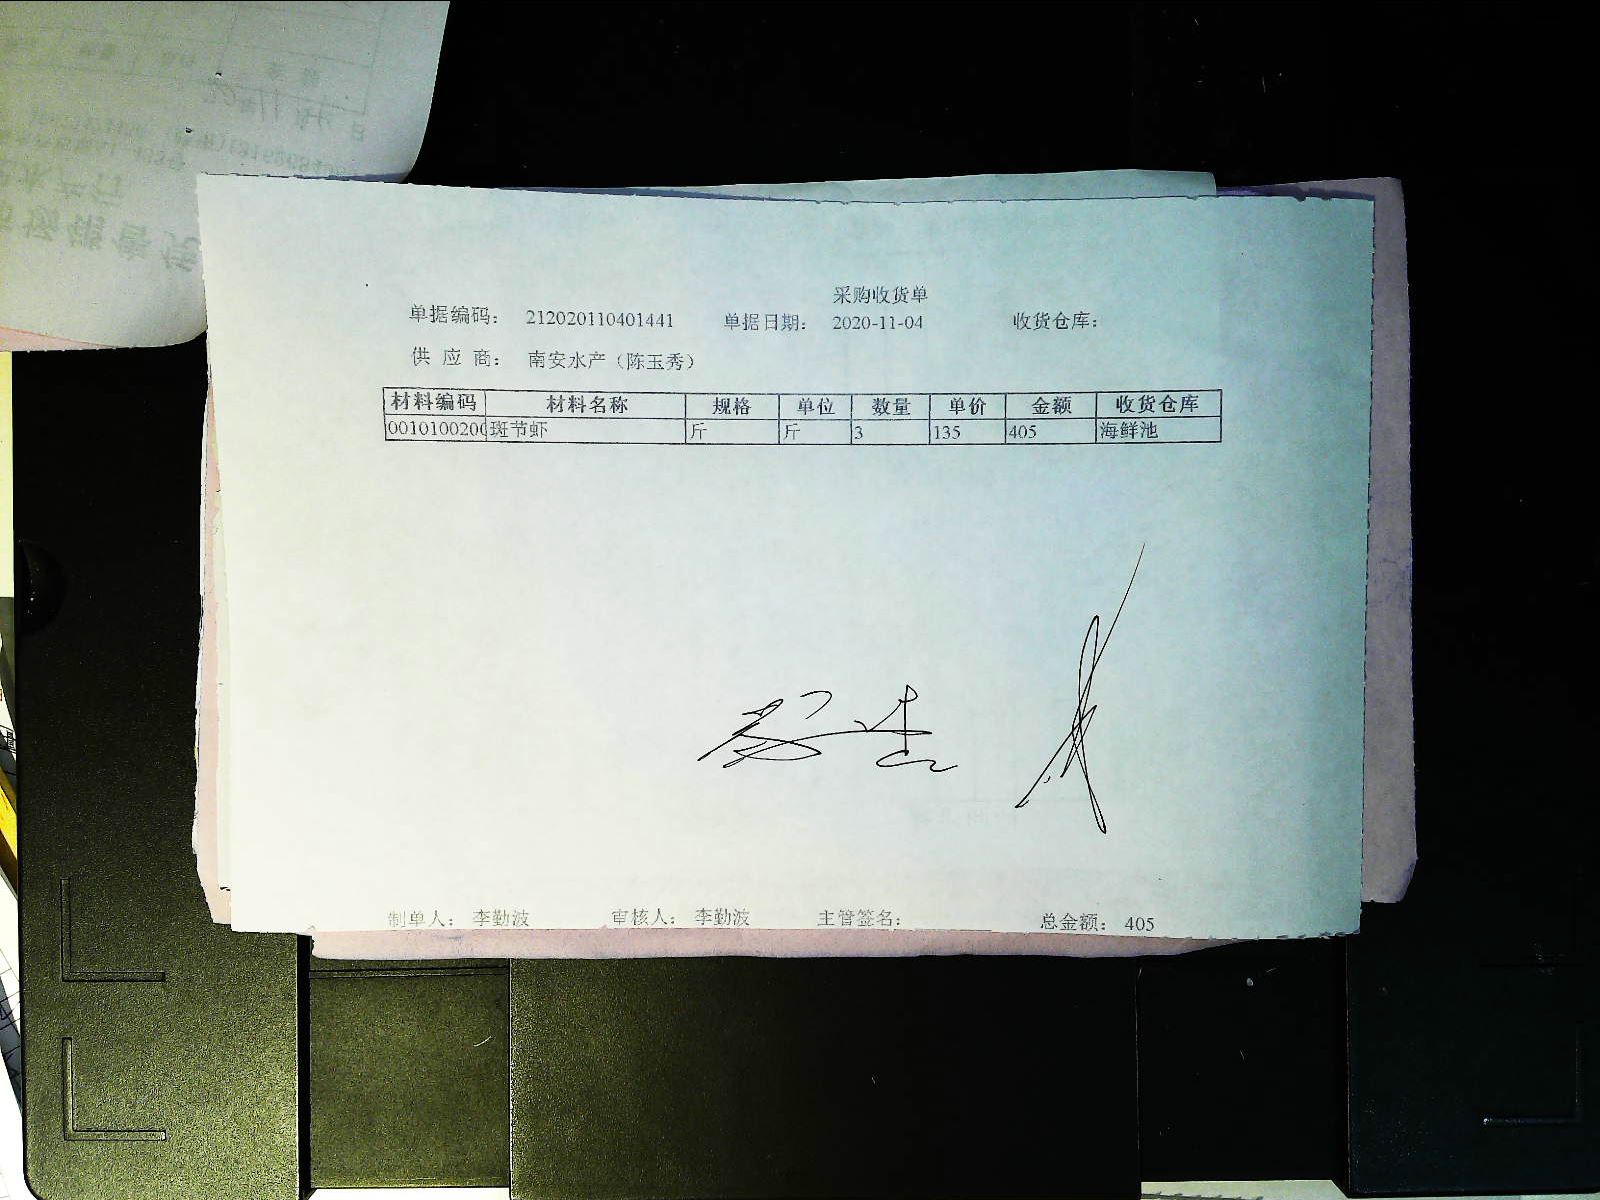 采购收货单
单据编码: 212020110401441 单据日期: 2020-11-04 收货仓库:
供 应 商: 南安水产（陈玉秀）
材料编码 材料名称 规格 单位 数量 单价 金额 收货仓库
001010020 斑节虾 斤 斤 3 135 405 海鲜池
制单人: 李勤波 审核人: 李勤波 主管签名: 总金额: 405